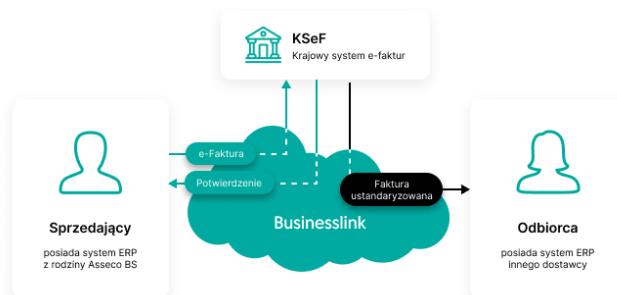 KSeF
Krajowy system e-faktur
e-Faktura
Potwierdzenie
Faktura
ustandaryzowana
Businesslink
Sprzedający
posiada system ERP
z rodziny Asseco BS
Odbiorca
posiada system ERP
innego dostawcy